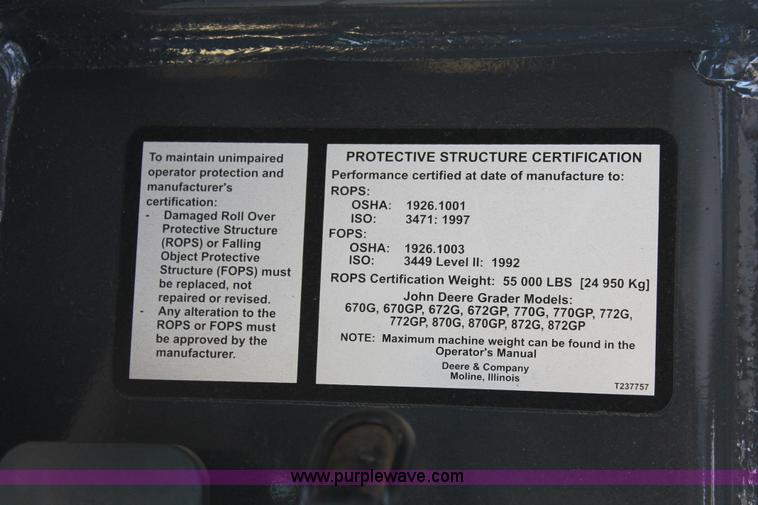 To maintain unimpaired
operator protection and
manufacturer's
certification:
- Damaged Roll Over
Protective Structure
(ROPS) or Falling
Object Protective
Structure (FOPS) must
be replaced, not
repaired or revised.
- Any alteration to the
ROPS or FOPS must
be approved by the
manufacturer.
PROTECTIVE STRUCTURE CERTIFICATION
Performance certified at date of manufacture to:
ROPS:
OSHA: 1926.1001
ISO: 3471: 1997
FOPS:
OSHA: 1926.1003
ISO: 3449 Level II: 1992
ROPS Certification Weight: 55 000 LBS [24 950 Kg]
John Deere Grader Models:
670G, 670GP, 672G, 672GP, 770G, 770GP, 772G,
772GP, 870G, 870GP, 872G, 872GP
NOTE: Maximum machine weight can be found in the
Operator's Manual
Deere & Company
Moline, Illinois
T237757
www.purplewave.com